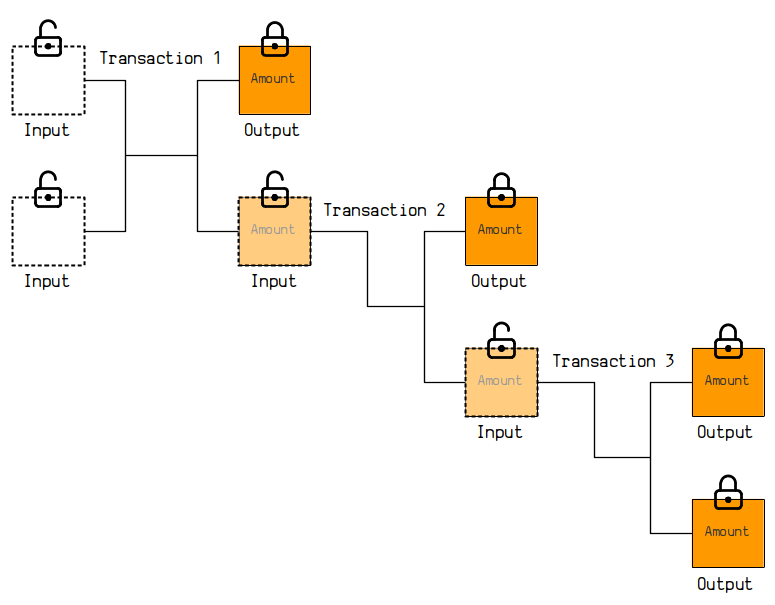 Transaction 1
Amount
Input
Output
Transaction 2
Amount
Amount
Input
Input
Output
Transaction 3
Amount
Amount
Input
Output
Amount
Output